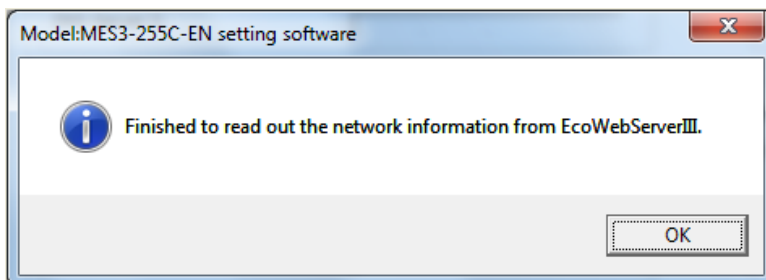 Model:MES3-255C-EN setting software
Finished to read out the network information from EcoWebServerⅢ.
OK